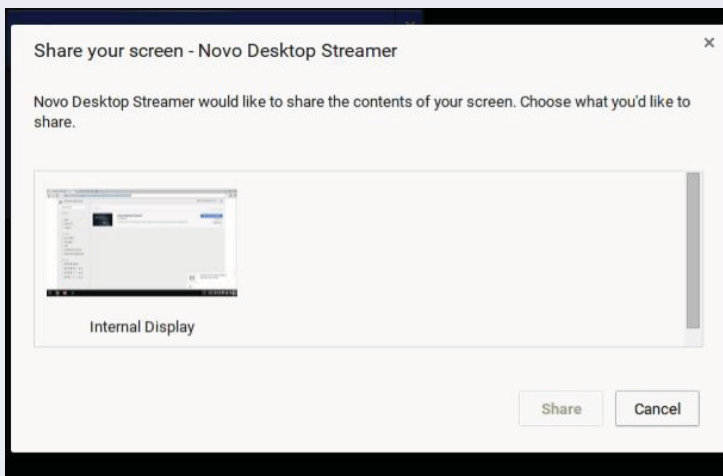 Share your screen - Novo Desktop Streamer
Novo Desktop Streamer would like to share the contents of your screen. Choose what you'd like to
share.
Internal Display
Share
Cancel